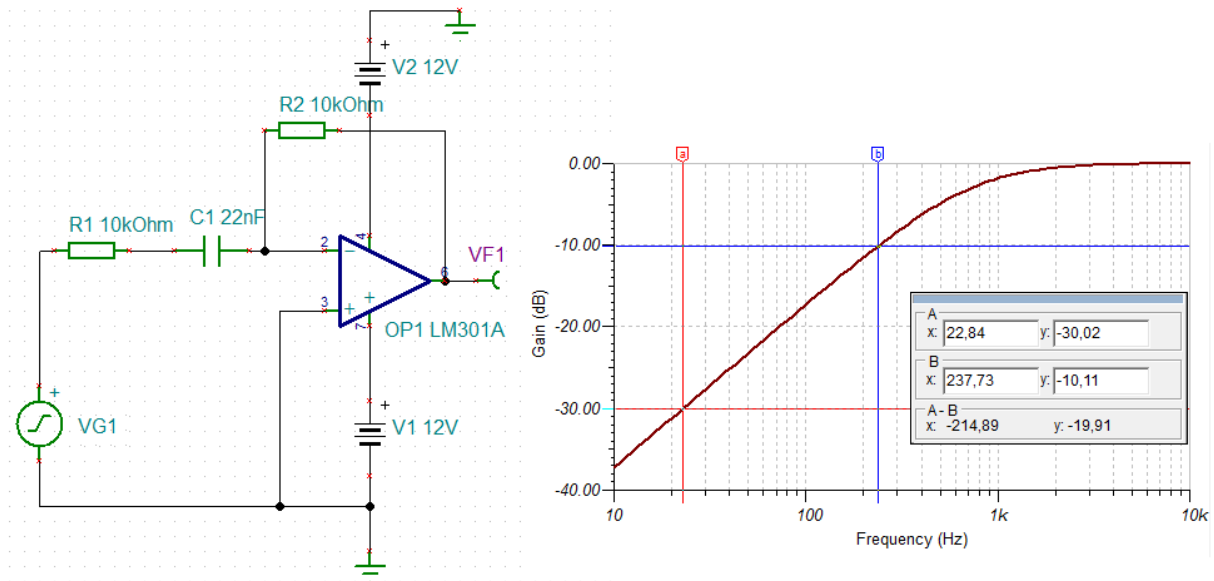 +
V2 12V
R2 10kOhm
R1 10kOhm
C1 22nF
2
4
−
VF1
6
3
+
+
7
OP1 LM301A
+
VG1
+
V1 12V
a
b
0.00
-10.00
-20.00
-30.00
-40.00
Gain (dB)
10
100
1k
10k
Frequency (Hz)
A
x: 22,84 y: -30,02
B
x: 237,73 y: -10,11
A - B
x: -214,89 y: -19,91